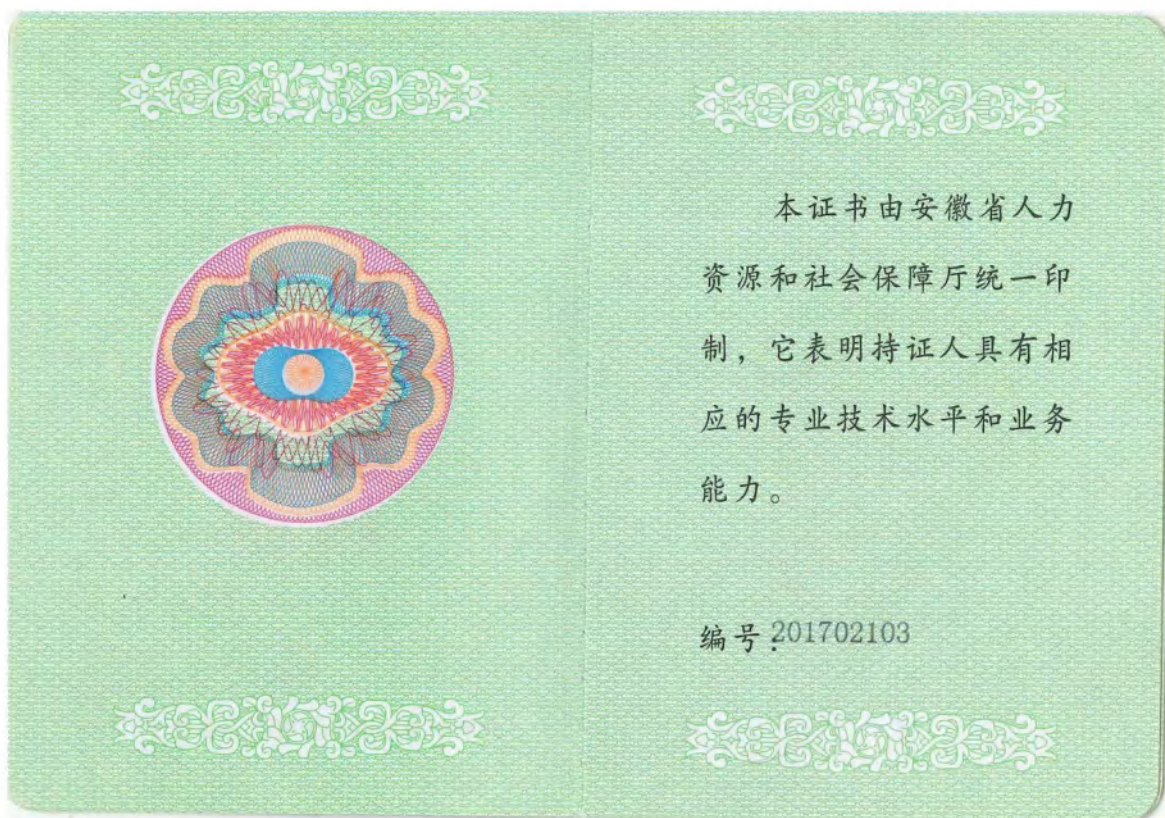 本证书由安徽省人力
资源和社会保障厅统一印
制，它表明持证人具有相
应的专业技术水平和业务
能力。
编号：201702103